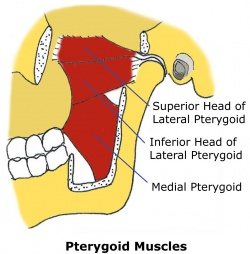 Superior Head of
Lateral Pterygoid
Inferior Head of
Lateral Pterygoid
Medial Pterygoid
Pterygoid Muscles